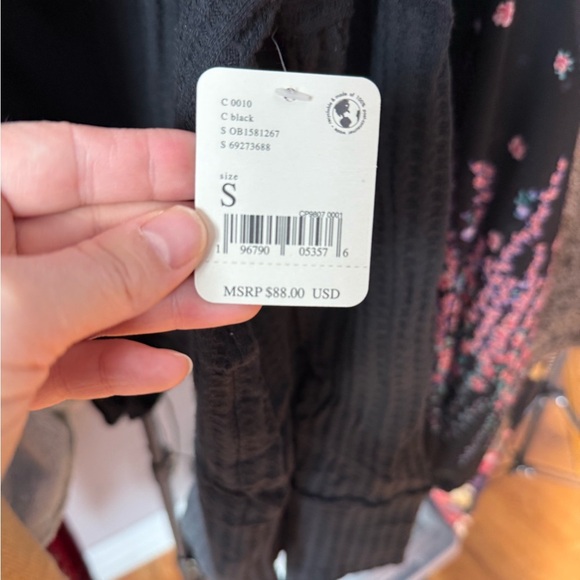 C 0010
C black
S OB1581267
S 69273688
size
S
CP9807 0001
1 96790 05357 6
MSRP $88.00 USD